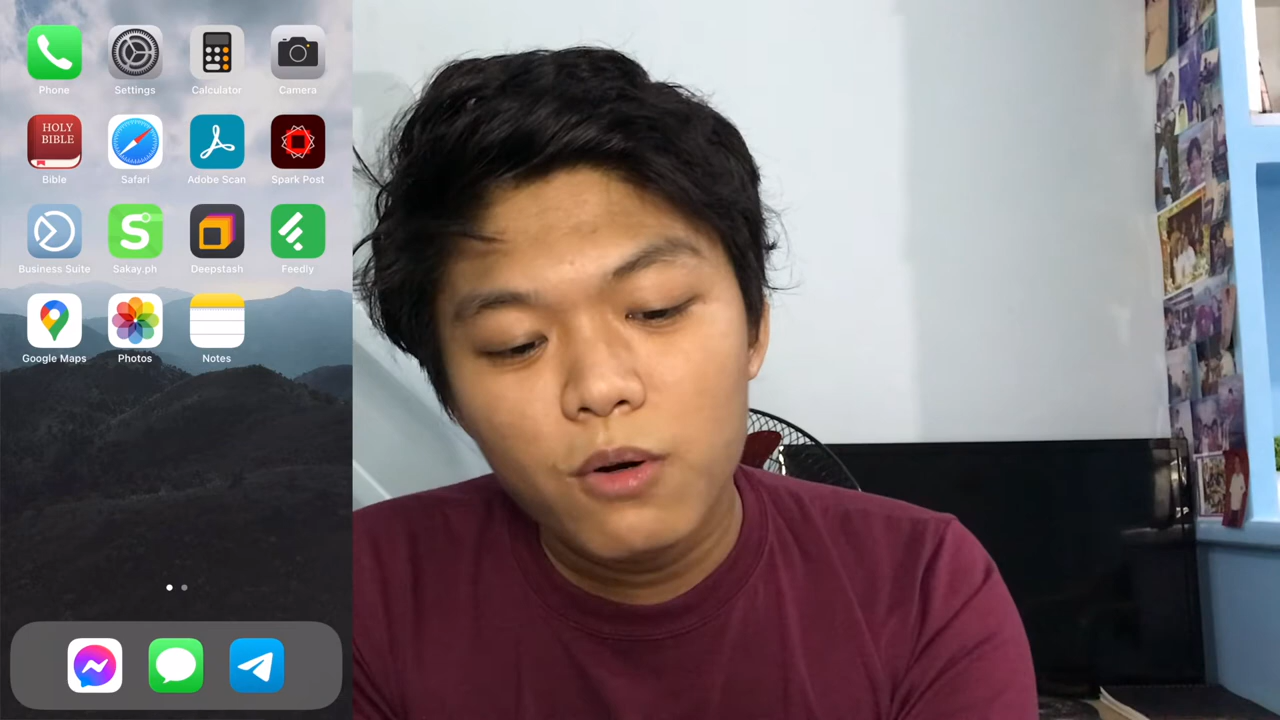 Phone Settings Calculator Camera
HOLY
BIBLE
Bible Safari Adobe Scan Spark Post
S
Business Suite Sakay.ph Deepstash Feedly
Google Maps Photos Notes